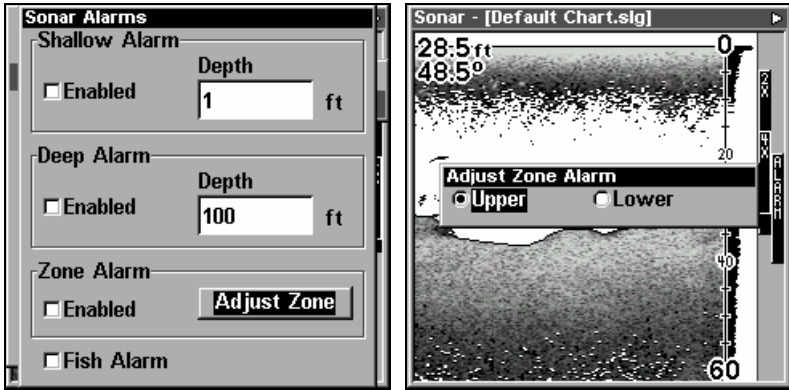 Sonar Alarms
Shallow Alarm
Depth
Enabled
1
ft
Deep Alarm
Depth
Enabled
100
ft
Zone Alarm
Enabled
Adjust Zone
Fish Alarm
Sonar - [Default Chart.slg]
28.5 ft
48.5º
0
2X
20
4X
ALARM
Adjust Zone Alarm
Upper
Lower
40
60